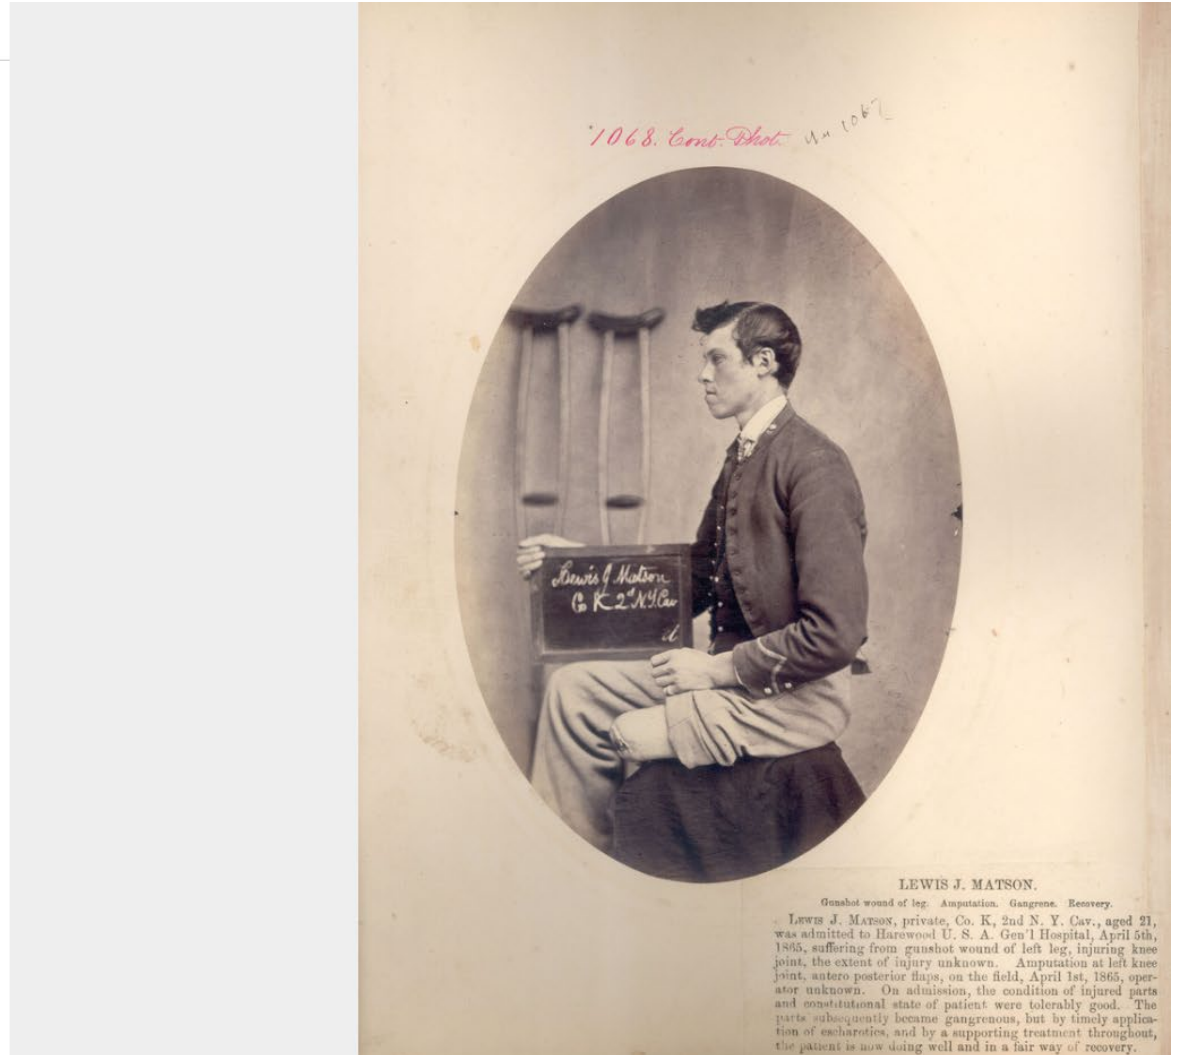 1068. Cont. Phot.
1067
Lewis J Matson
Co K 2d N.Y. Cav
LEWIS J. MATSON.
Gunshot wound of leg. Amputation. Gangrene. Recovery.
LEWIS J. MATSON, private, Co. K, 2nd N. Y. Cav., aged 21,
was admitted to Harewood U. S. A. Gen'l Hospital, April 5th,
1865, suffering from gunshot wound of left leg, injuring knee
joint, the extent of injury unknown. Amputation at left knee
joint, antero posterior flaps, on the field, April 1st, 1865, oper-
ator unknown. On admission, the condition of injured parts
and constitutional state of patient were tolerably good. The
parts subsequently became gangrenous, but by timely applica-
tion of escharotics, and by a supporting treatment throughout,
the patient is now doing well and in a fair way of recovery.